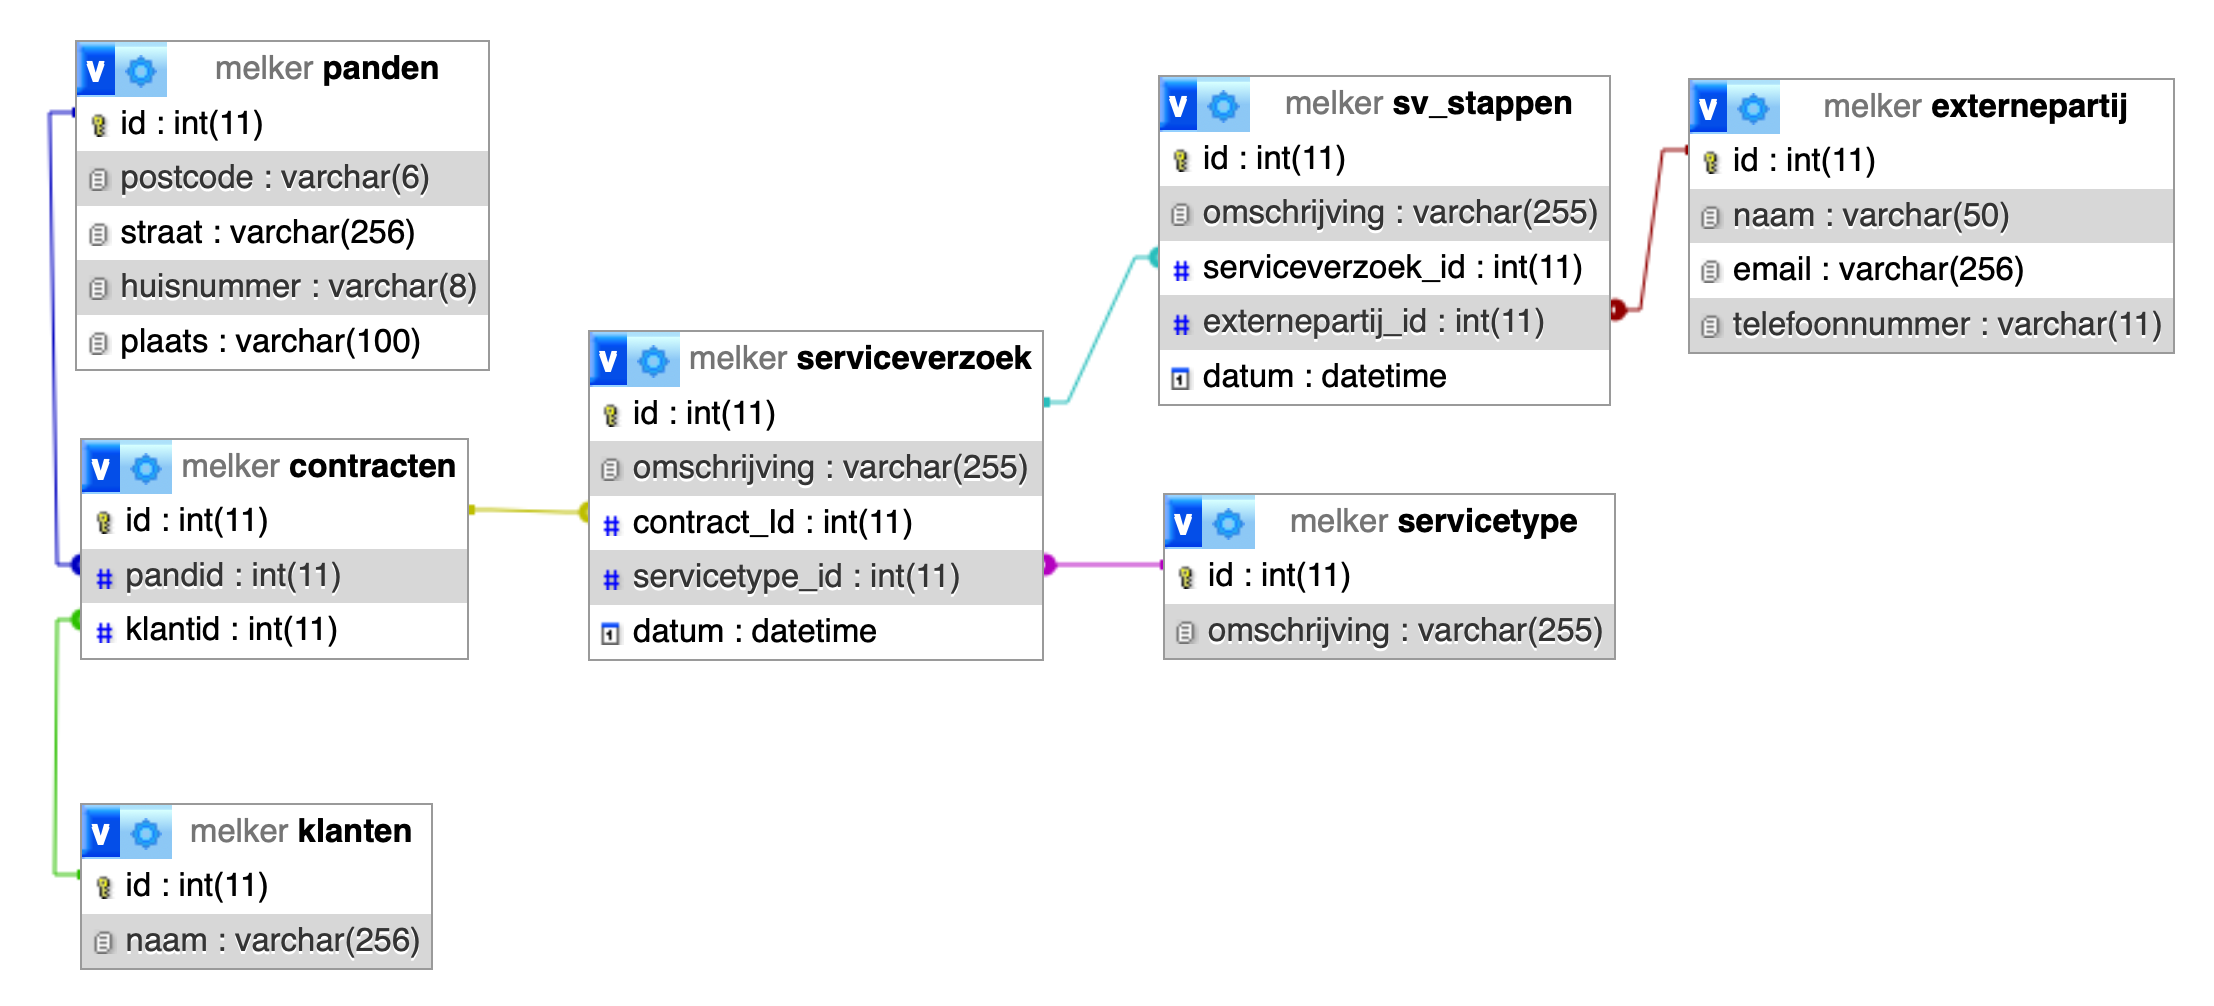 v melker panden
id : int(11)
postcode : varchar(6)
straat : varchar(256)
huisnummer : varchar(8)
plaats : varchar(100)
v melker contracten
id : int(11)
# pandid : int(11)
# klantid : int(11)
v melker klanten
id : int(11)
naam : varchar(256)
v melker serviceverzoek
id : int(11)
omschrijving : varchar(255)
# contract_Id : int(11)
# servicetype_id : int(11)
1 datum : datetime
v melker sv_stappen
id : int(11)
omschrijving : varchar(255)
# serviceverzoek_id : int(11)
# externepartij_id : int(11)
1 datum : datetime
v melker servicetype
id : int(11)
omschrijving : varchar(255)
v melker externepartij
id : int(11)
naam : varchar(50)
email : varchar(256)
telefoonnummer : varchar(11)